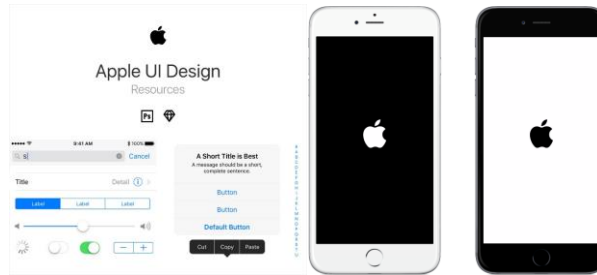 Apple UI Design
Resources
Ps
9:41 AM
100%
S
Cancel
Title
Detail
Label Label Label
A Short Title is Best
A message should be a short,
complete sentence.
Button
Button
Default Button
Cut Copy Paste